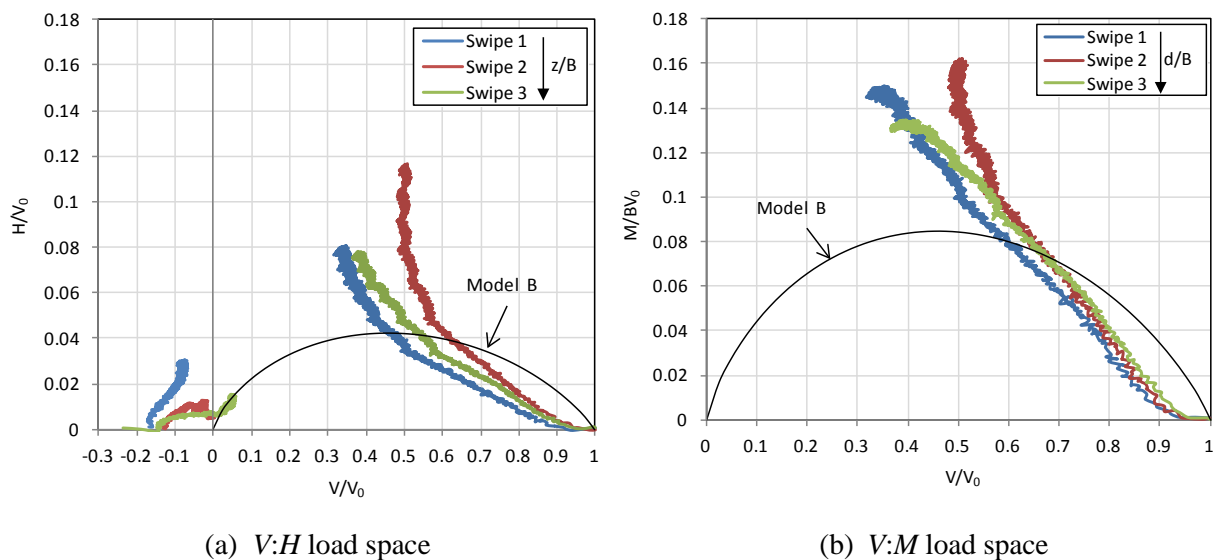 0.18
0.16
0.14
0.12
0.1
0.08
0.06
0.04
0.02
0
H/V0
-0.3 -0.2 -0.1 0 0.1 0.2 0.3 0.4 0.5 0.6 0.7 0.8 0.9 1
V/V0
Swipe 1
Swipe 2
Swipe 3
z/B
Model B
(a) V:H load space
0.18
0.16
0.14
0.12
0.1
0.08
0.06
0.04
0.02
0
M/BV0
0 0.1 0.2 0.3 0.4 0.5 0.6 0.7 0.8 0.9 1
V/V0
Swipe 1
Swipe 2
Swipe 3
d/B
Model B
(b) V:M load space